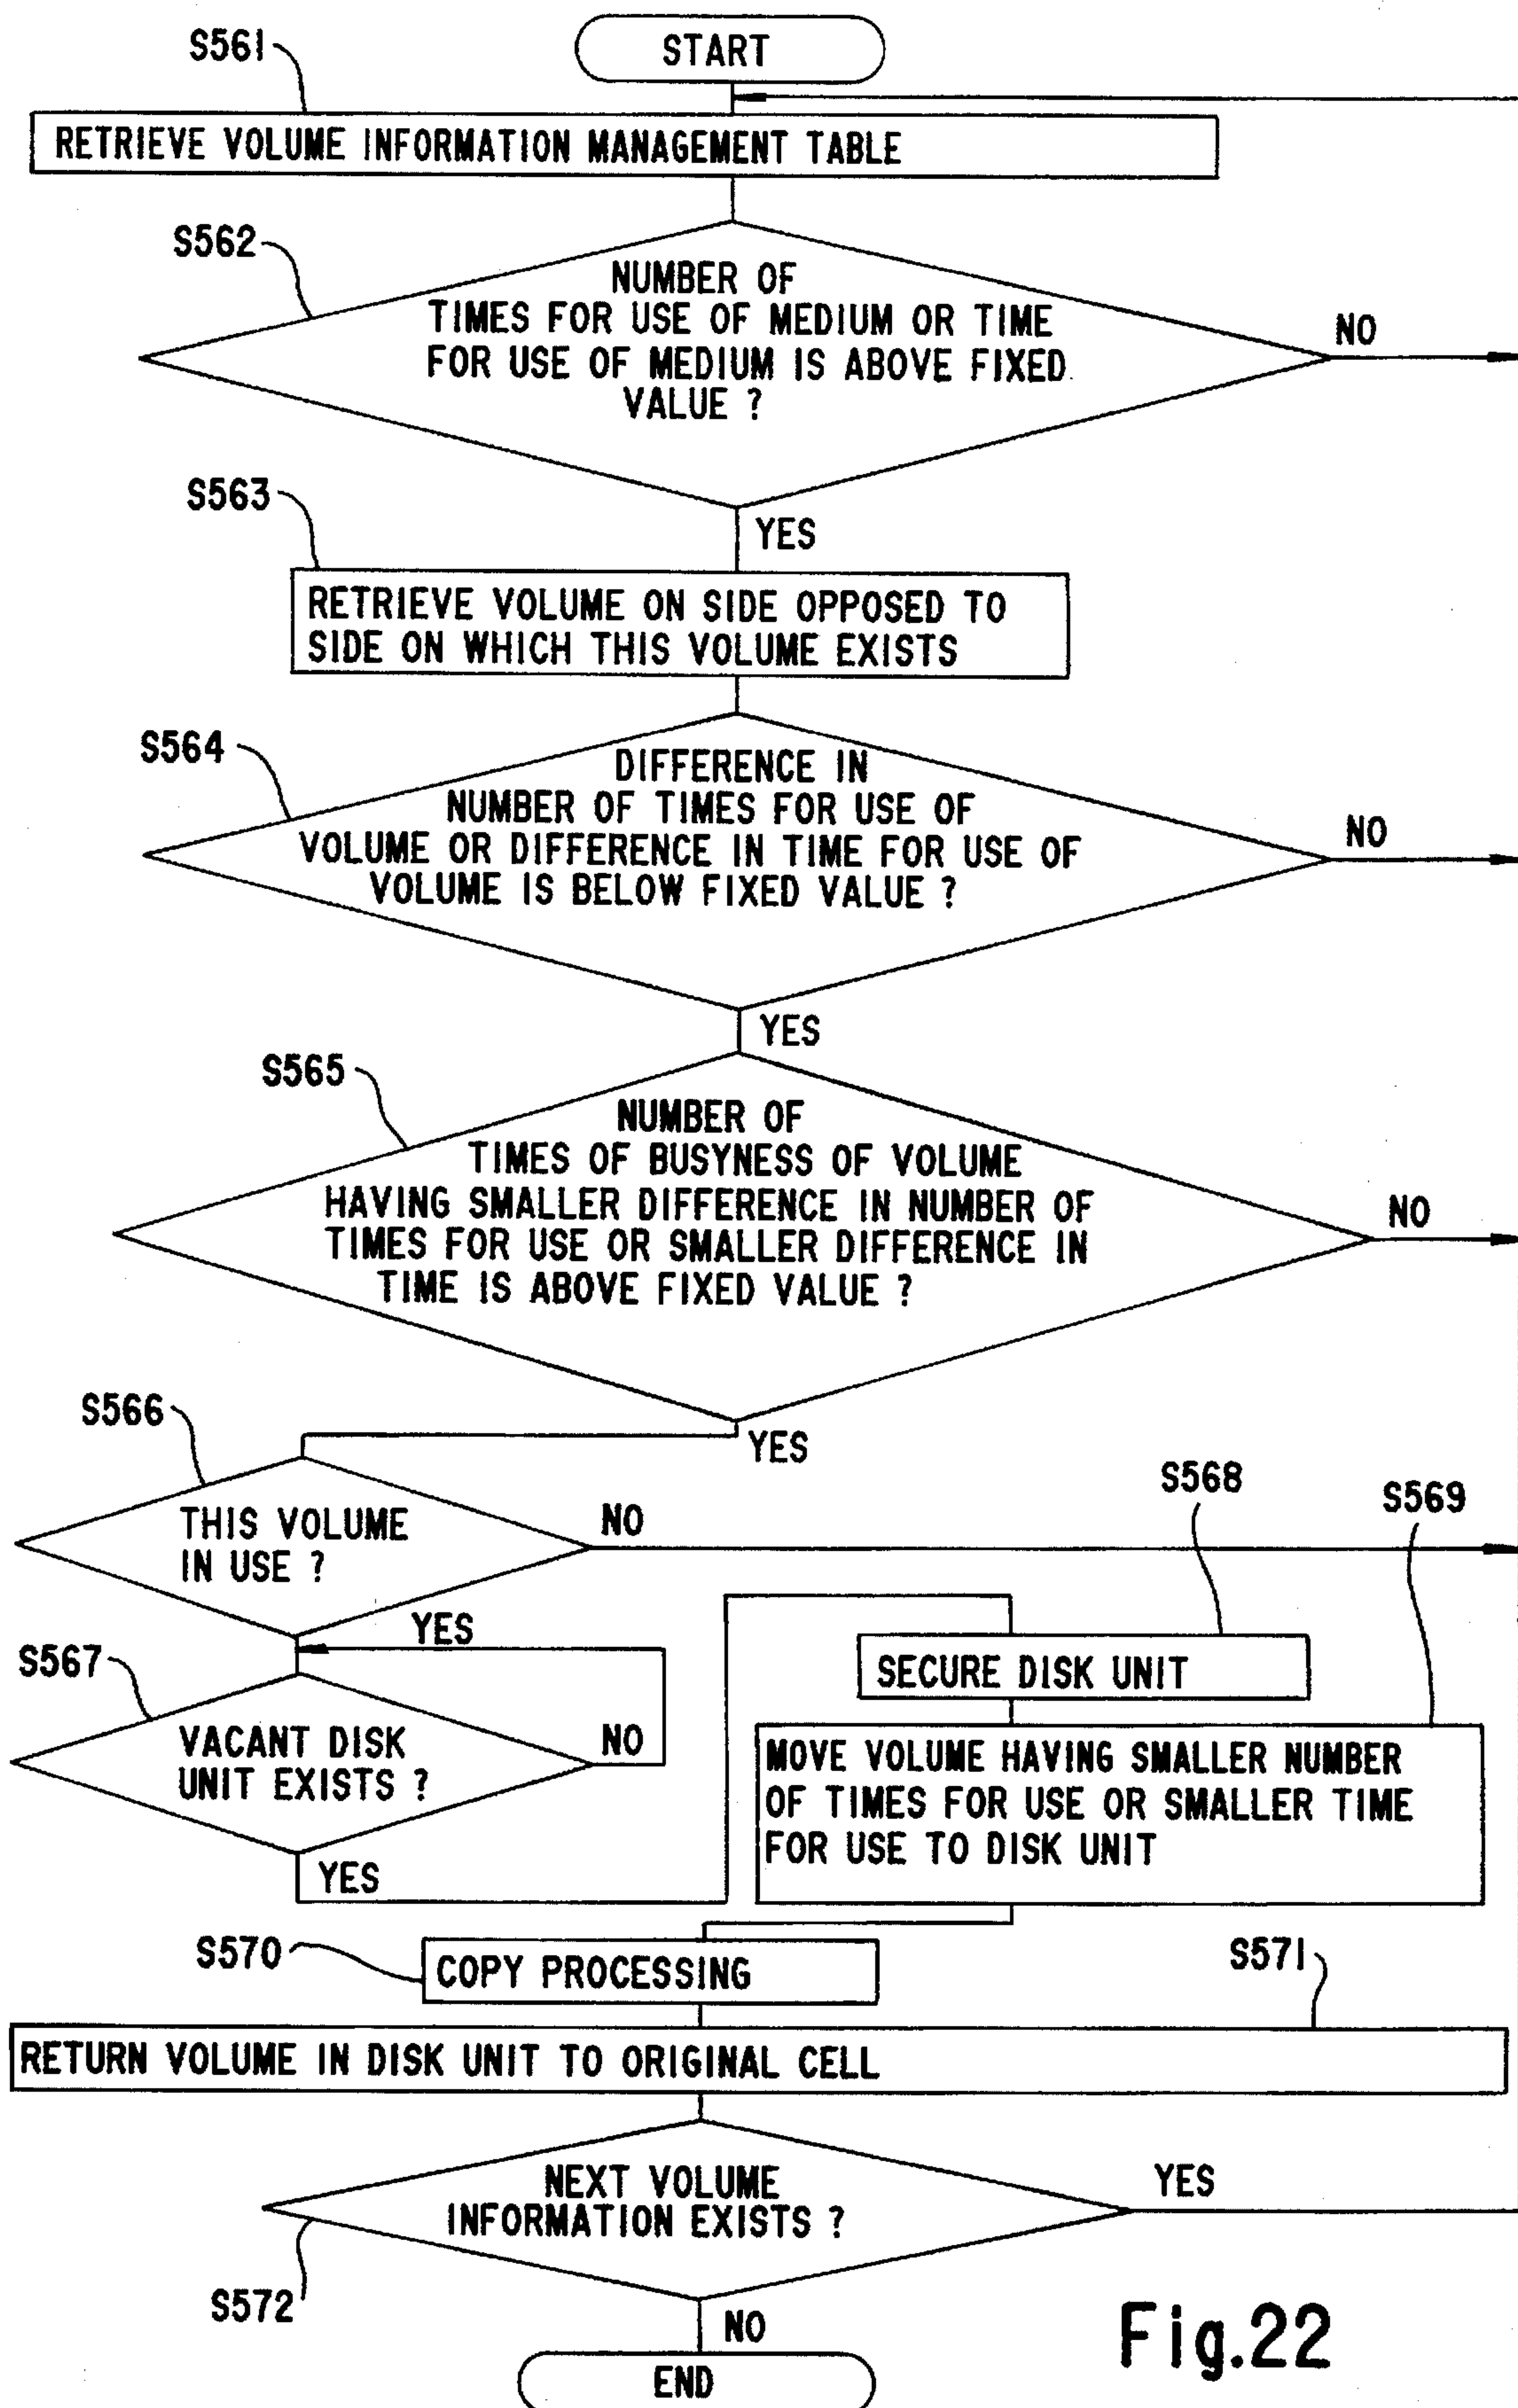 START
S561
RETRIEVE VOLUME INFORMATION MANAGEMENT TABLE
S562
NUMBER OF
TIMES FOR USE OF MEDIUM OR TIME
FOR USE OF MEDIUM IS ABOVE FIXED
VALUE ?
NO
YES
S563
RETRIEVE VOLUME ON SIDE OPPOSED TO
SIDE ON WHICH THIS VOLUME EXISTS
S564
DIFFERENCE IN
NUMBER OF TIMES FOR USE OF
VOLUME OR DIFFERENCE IN TIME FOR USE OF
VOLUME IS BELOW FIXED VALUE ?
NO
YES
S565
NUMBER OF
TIMES OF BUSYNESS OF VOLUME
HAVING SMALLER DIFFERENCE IN NUMBER OF
TIMES FOR USE OR SMALLER DIFFERENCE IN
TIME IS ABOVE FIXED VALUE ?
NO
YES
S566
THIS VOLUME
IN USE ?
NO
YES
S567
VACANT DISK
UNIT EXISTS ?
NO
YES
S568
SECURE DISK UNIT
S569
MOVE VOLUME HAVING SMALLER NUMBER
OF TIMES FOR USE OR SMALLER TIME
FOR USE TO DISK UNIT
S570
COPY PROCESSING
S571
RETURN VOLUME IN DISK UNIT TO ORIGINAL CELL
S572
NEXT VOLUME
INFORMATION EXISTS ?
YES
NO
END
Fig.22